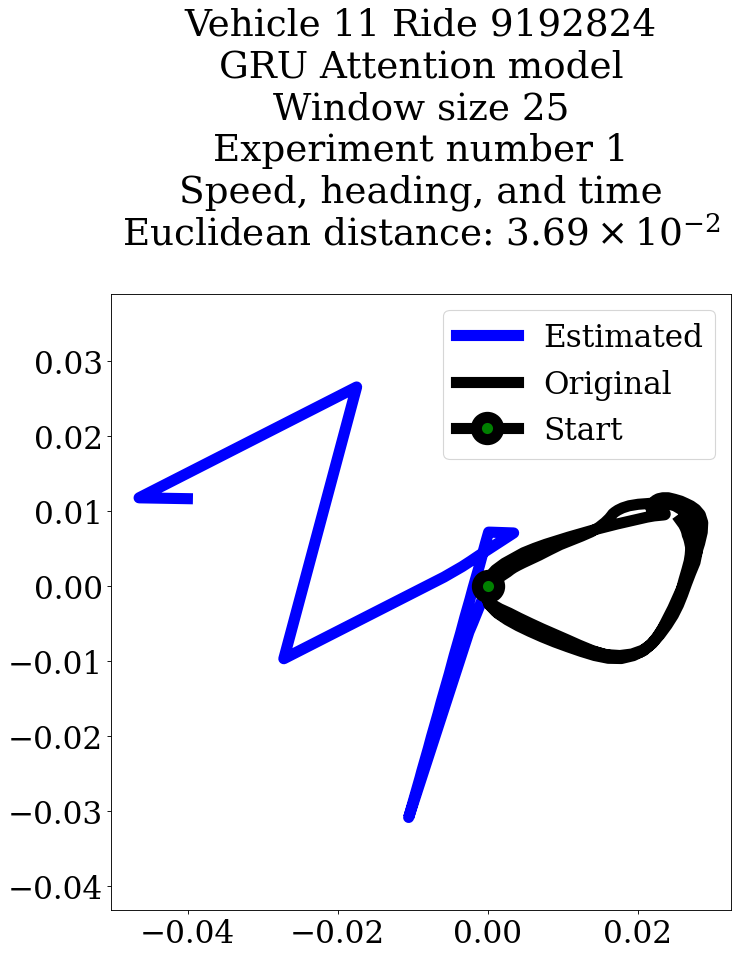 Vehicle 11 Ride 9192824
GRU Attention model
Window size 25
Experiment number 1
Speed, heading, and time
Euclidean distance: 3.69 × 10⁻²
Estimated
Original
Start
0.03
0.02
0.01
0.00
−0.01
−0.02
−0.03
−0.04
−0.04 −0.02 0.00 0.02